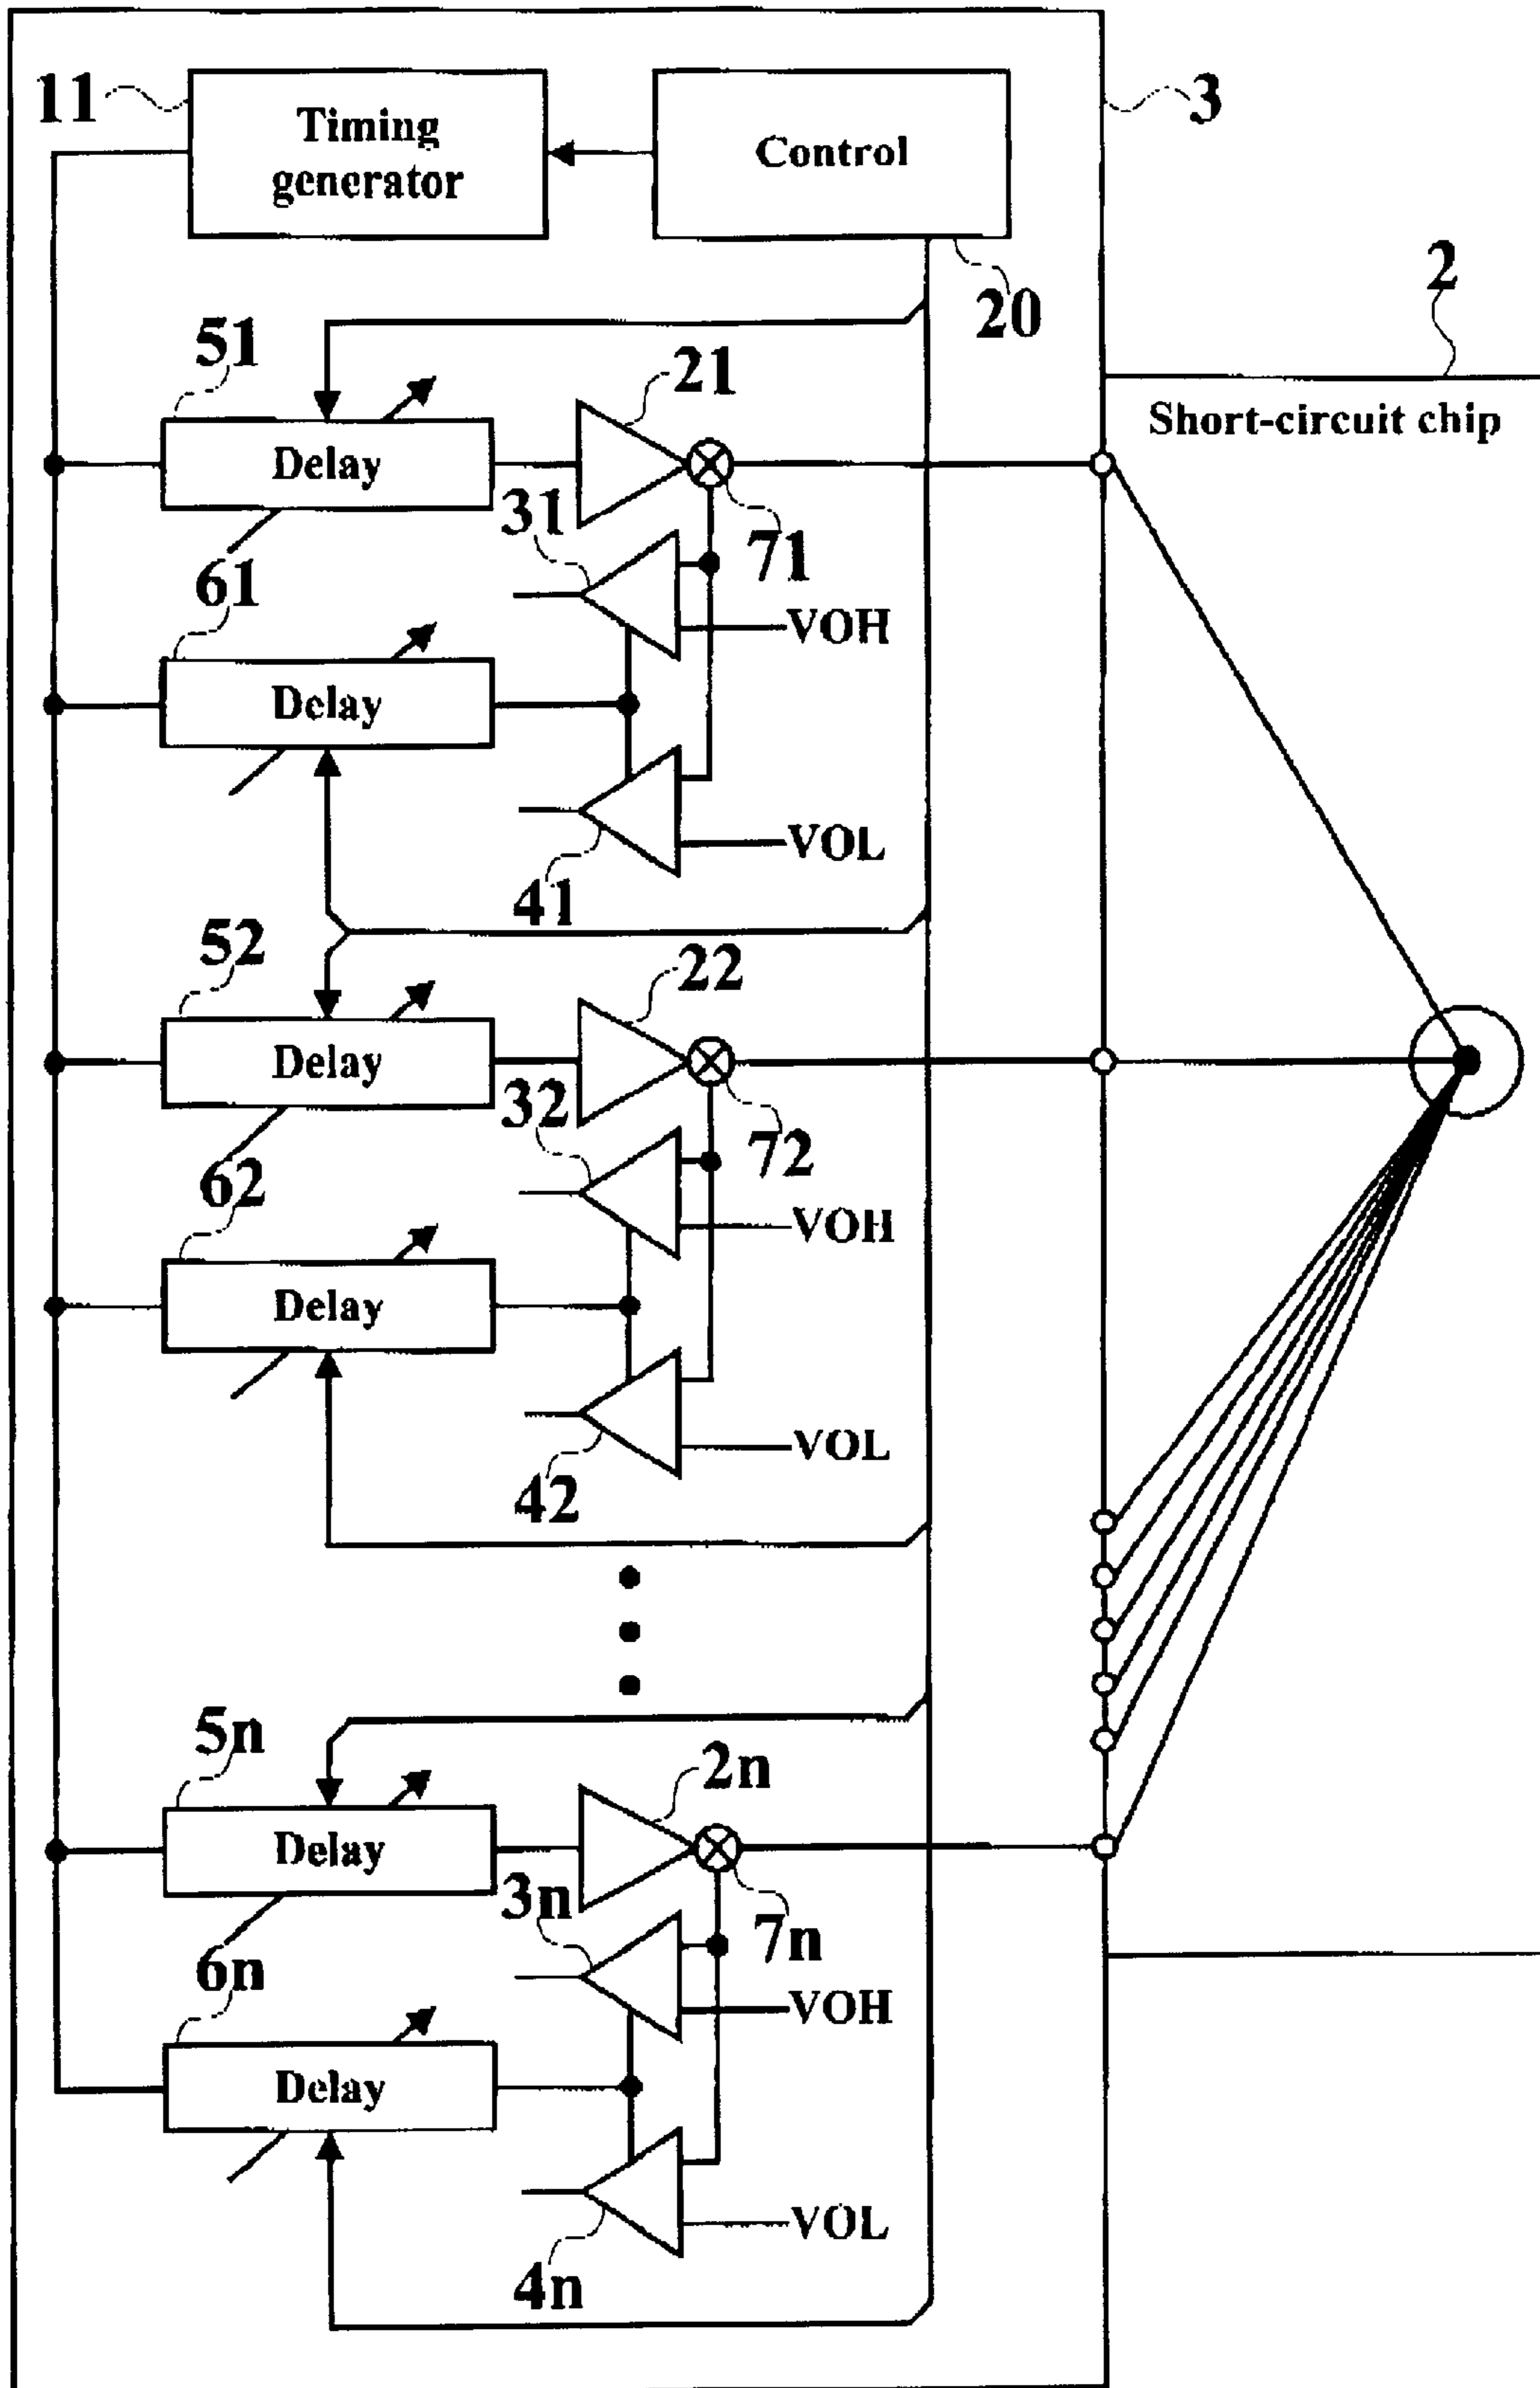 11
Timing
generator
Control
3
20
2
Short-circuit chip
51
Delay
21
71
31
VOH
61
Delay
41
VOL
52
Delay
22
72
32
VOH
62
Delay
42
VOL
5n
Delay
2n
7n
3n
VOH
6n
Delay
4n
VOL